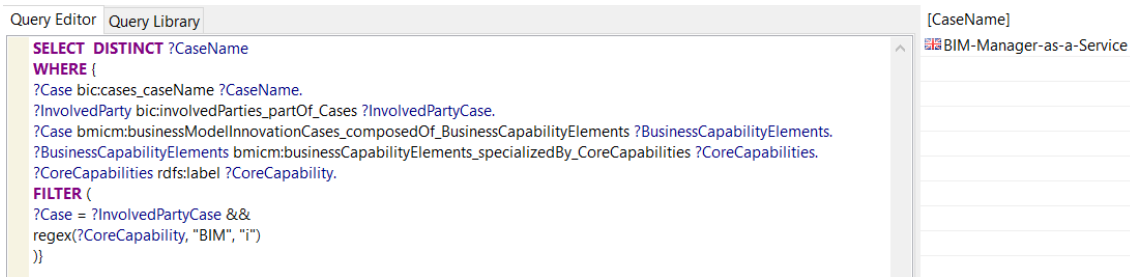 Query Editor Query Library
[CaseName]
SELECT DISTINCT ?CaseName
BIM-Manager-as-a-Service
WHERE {
?Case bic:cases_caseName ?CaseName.
?InvolvedParty bic:involvedParties_partOf_Cases ?InvolvedPartyCase.
?Case bmicm:businessModelInnovationCases_composedOf_BusinessCapabilityElements ?BusinessCapabilityElements.
?BusinessCapabilityElements bmicm:businessCapabilityElements_specializedBy_CoreCapabilities ?CoreCapabilities.
?CoreCapabilities rdfs:label ?CoreCapability.
FILTER (
?Case = ?InvolvedPartyCase &&
regex(?CoreCapability, "BIM", "i")
)}